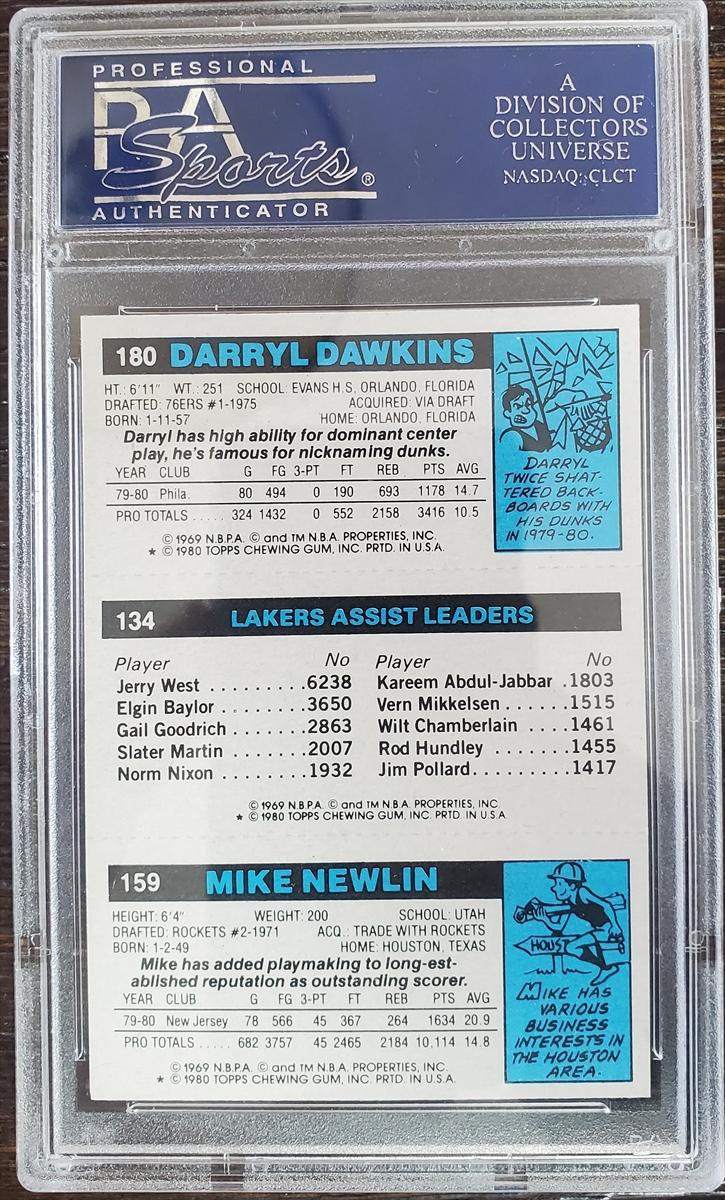 PROFESSIONAL
PSA
Sports®
AUTHENTICATOR
A
DIVISION OF
COLLECTORS
UNIVERSE
NASDAQ: CLCT
180 DARRYL DAWKINS
HT.: 6'11" WT.: 251 SCHOOL: EVANS H.S, ORLANDO, FLORIDA
DRAFTED: 76ERS #1-1975 ACQUIRED: VIA DRAFT
BORN: 1-11-57 HOME: ORLANDO, FLORIDA
Darryl has high ability for dominant center
play, he's famous for nicknaming dunks.
YEAR CLUB G FG 3-PT FT REB PTS AVG
79-80 Phila. 80 494 0 190 693 1178 14.7
PRO TOTALS ..... 324 1432 0 552 2158 3416 10.5
© 1969 N.B.P.A. © and TM N.B.A. PROPERTIES, INC.
★ © 1980 TOPPS CHEWING GUM, INC. PRTD. IN U.S.A.
DARRYL
TWICE SHAT-
TERED BACK-
BOARDS WITH
HIS DUNKS
IN 1979-80.
134 LAKERS ASSIST LEADERS
Player No Player No
Jerry West .........6238 Kareem Abdul-Jabbar .1803
Elgin Baylor ........3650 Vern Mikkelsen ......1515
Gail Goodrich .......2863 Wilt Chamberlain ....1461
Slater Martin .......2007 Rod Hundley .......1455
Norm Nixon ........1932 Jim Pollard.........1417
© 1969 N.B.P.A. © and TM N.B.A. PROPERTIES, INC
★ © 1980 TOPPS CHEWING GUM, INC. PRTD. IN U.S.A.
159 MIKE NEWLIN
HEIGHT: 6'4" WEIGHT: 200 SCHOOL: UTAH
DRAFTED: ROCKETS #2-1971 ACQ.: TRADE WITH ROCKETS
BORN: 1-2-49 HOME: HOUSTON, TEXAS
Mike has added playmaking to long-est-
ablished reputation as outstanding scorer.
YEAR CLUB G FG 3-PT FT REB PTS AVG
79-80 New Jersey 78 566 45 367 264 1634 20.9
PRO TOTALS ..... 682 3757 45 2465 2184 10,114 14.8
© 1969 N.B.P.A. © and TM N.B.A. PROPERTIES, INC.
★ © 1980 TOPPS CHEWING GUM, INC. PRTD. IN U.S.A.
HOUST
MIKE HAS
VARIOUS
BUSINESS
INTERESTS IN
THE HOUSTON
AREA.